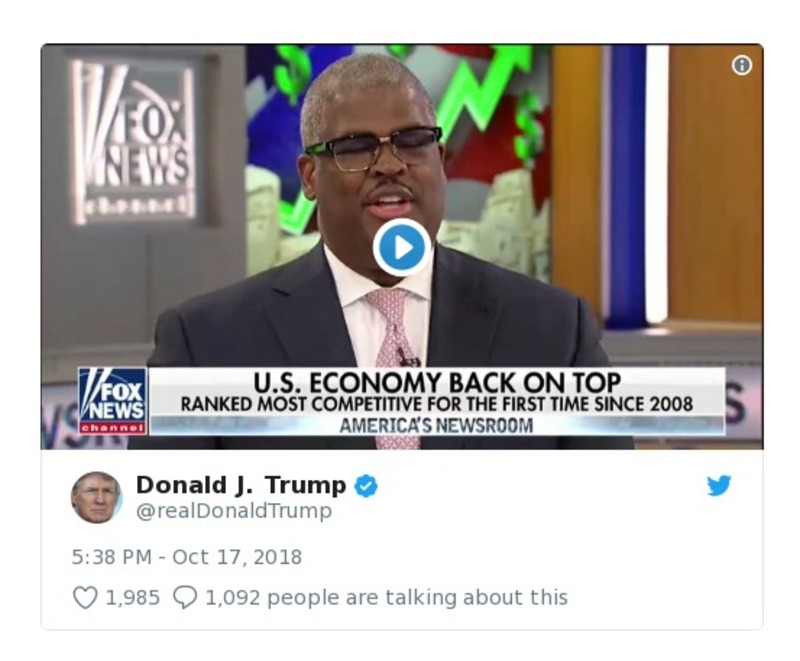 FOX
NEWS
channel
FOX
NEWS
channel
U.S. ECONOMY BACK ON TOP
RANKED MOST COMPETITIVE FOR THE FIRST TIME SINCE 2008
AMERICA'S NEWSROOM
Donald J. Trump
@realDonaldTrump
5:38 PM - Oct 17, 2018
1,985 1,092 people are talking about this